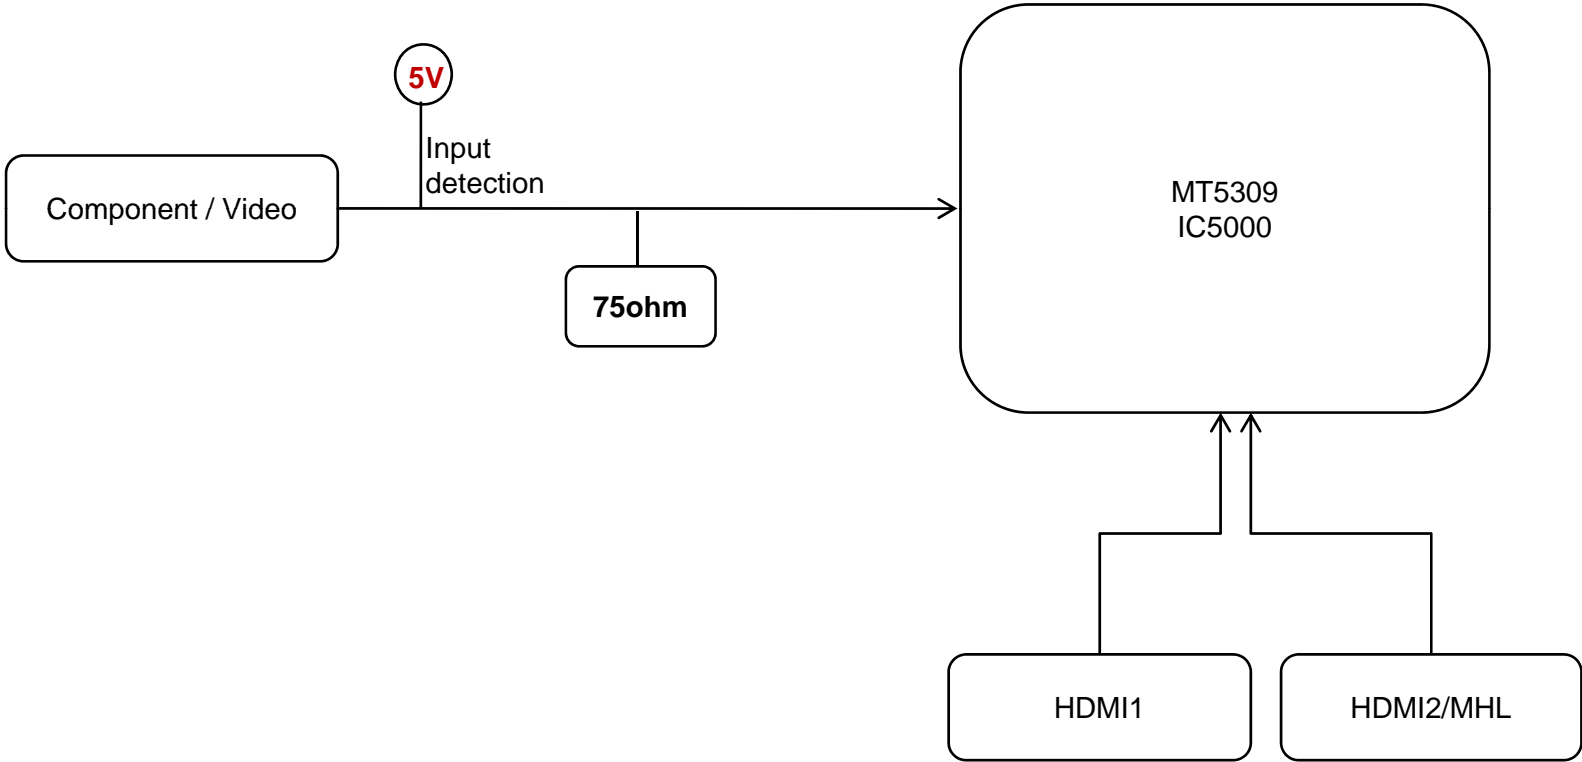 5V
Input
detection
Component / Video
75ohm
MT5309
IC5000
HDMI1
HDMI2/MHL